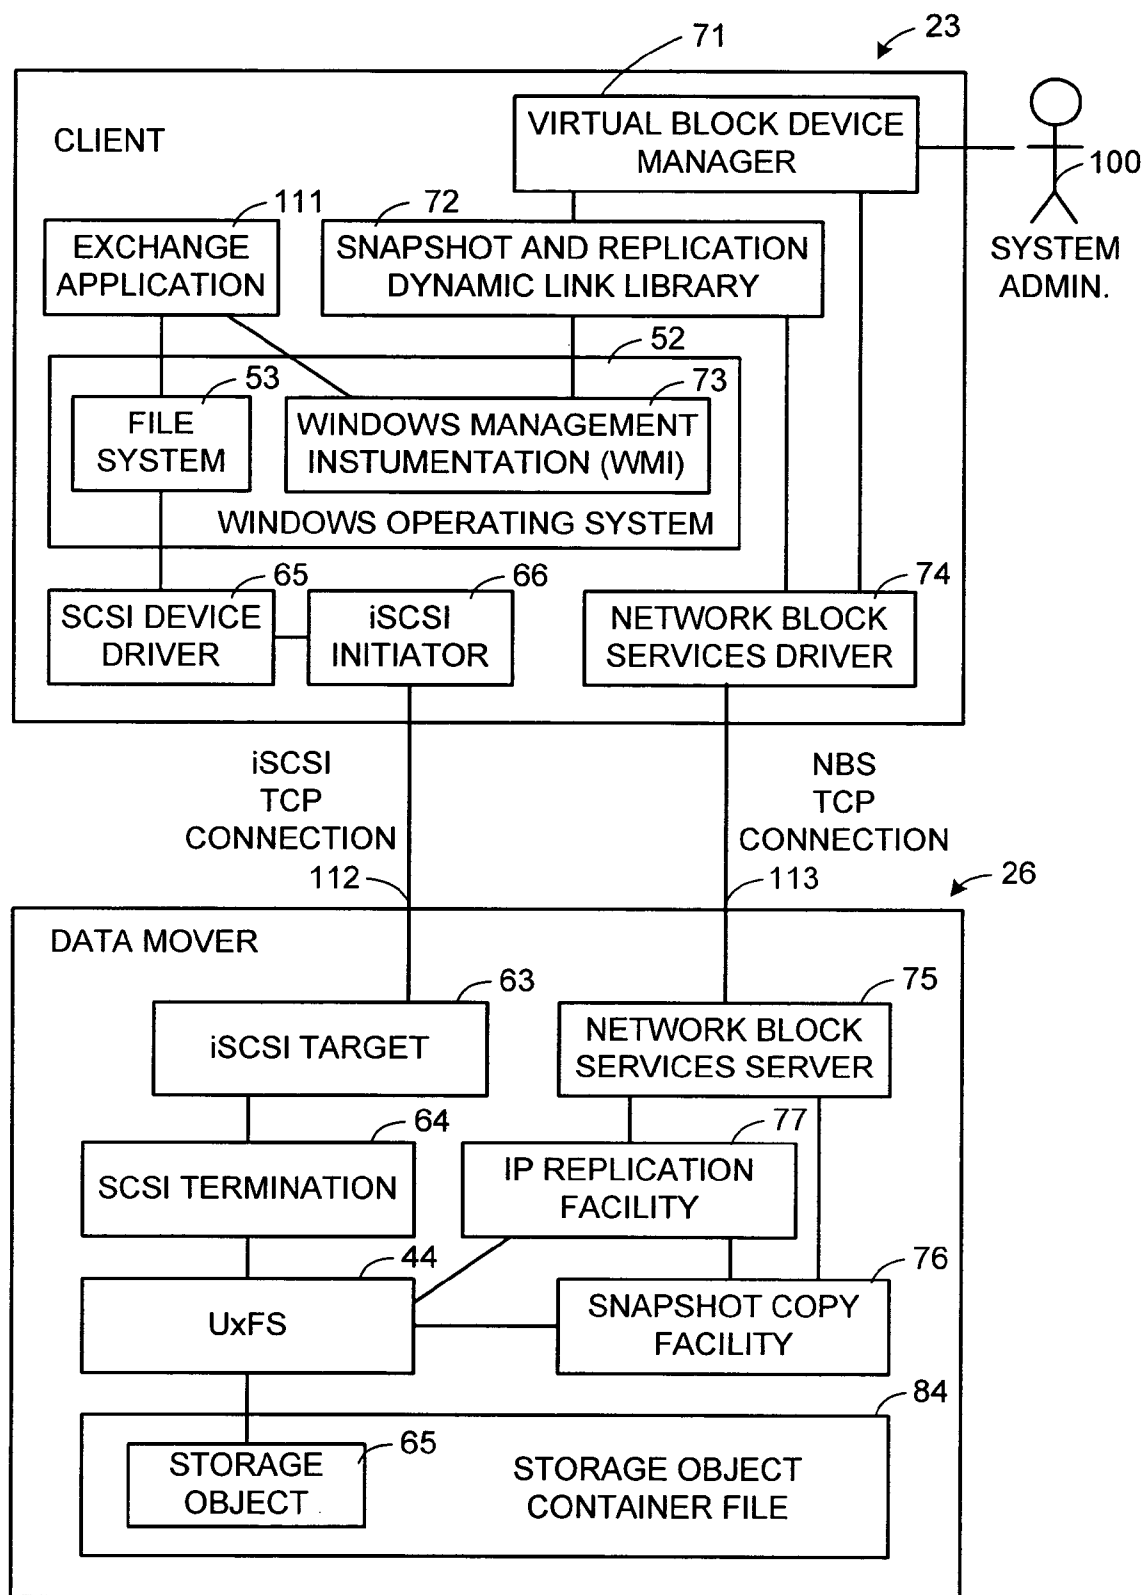 71
23
CLIENT
VIRTUAL BLOCK DEVICE
MANAGER
100
SYSTEM
ADMIN.
111
EXCHANGE
APPLICATION
72
SNAPSHOT AND REPLICATION
DYNAMIC LINK LIBRARY
52
53
FILE
SYSTEM
73
WINDOWS MANAGEMENT
INSTUMENTATION (WMI)
WINDOWS OPERATING SYSTEM
65
SCSI DEVICE
DRIVER
66
iSCSI
INITIATOR
74
NETWORK BLOCK
SERVICES DRIVER
iSCSI
TCP
CONNECTION
112
NBS
TCP
CONNECTION
113
26
DATA MOVER
63
iSCSI TARGET
75
NETWORK BLOCK
SERVICES SERVER
64
SCSI TERMINATION
77
IP REPLICATION
FACILITY
44
UxFS
76
SNAPSHOT COPY
FACILITY
84
65
STORAGE
OBJECT
STORAGE OBJECT
CONTAINER FILE